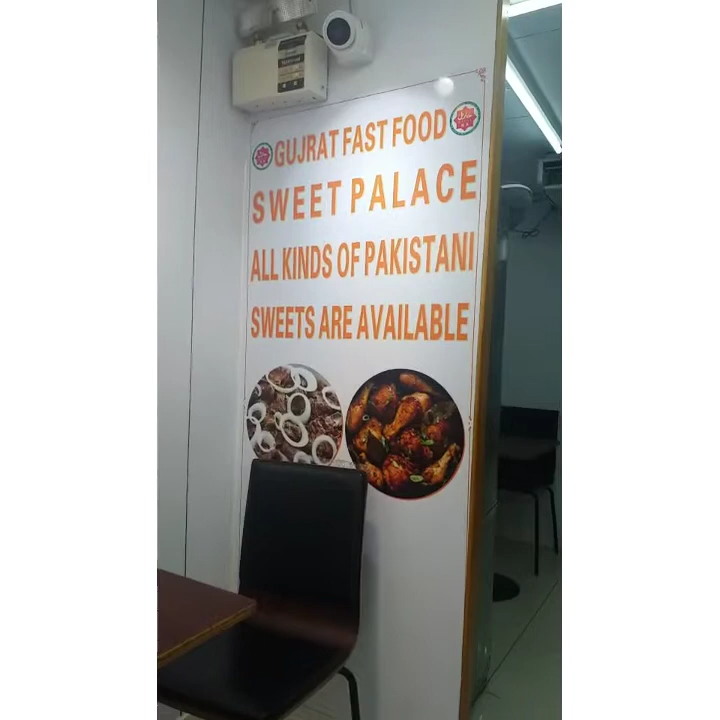 GUJRAT FAST FOOD
SWEET PALACE
ALL KINDS OF PAKISTANI
SWEETS ARE AVAILABLE